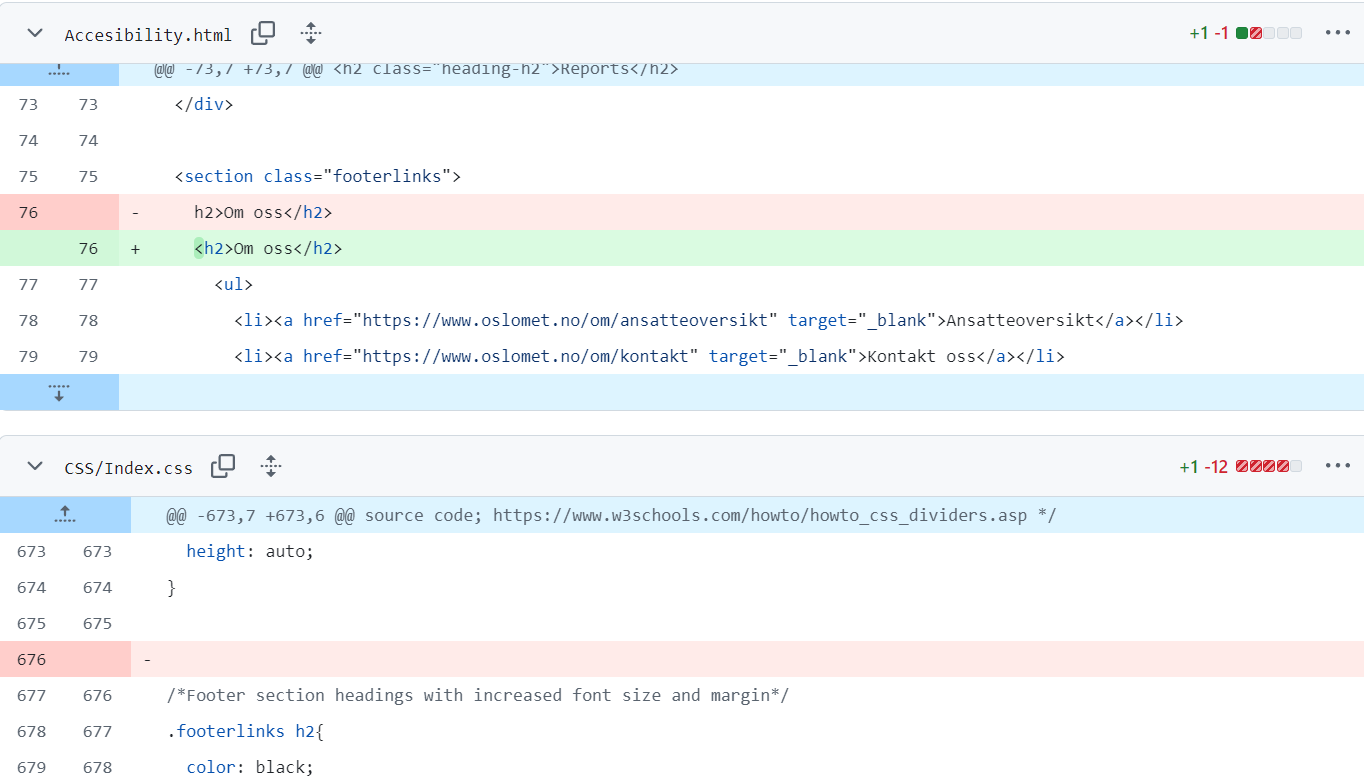 Accesibility.html +1 -1
@@ -73,7 +73,7 @@ <h2 class="heading-h2">Reports</h2>
73 73 </div>
74 74
75 75 <section class="footerlinks">
76 - h2>Om oss</h2>
76 + <h2>Om oss</h2>
77 77 <ul>
78 78 <li><a href="https://www.oslomet.no/om/ansatteoversikt" target="_blank">Ansatteoversikt</a></li>
79 79 <li><a href="https://www.oslomet.no/om/kontakt" target="_blank">Kontakt oss</a></li>
CSS/Index.css +1 -12
@@ -673,7 +673,6 @@ source code; https://www.w3schools.com/howto/howto_css_dividers.asp */
673 673 height: auto;
674 674 }
675 675
676 -
677 676 /*Footer section headings with increased font size and margin*/
678 677 .footerlinks h2{
679 678 color: black;